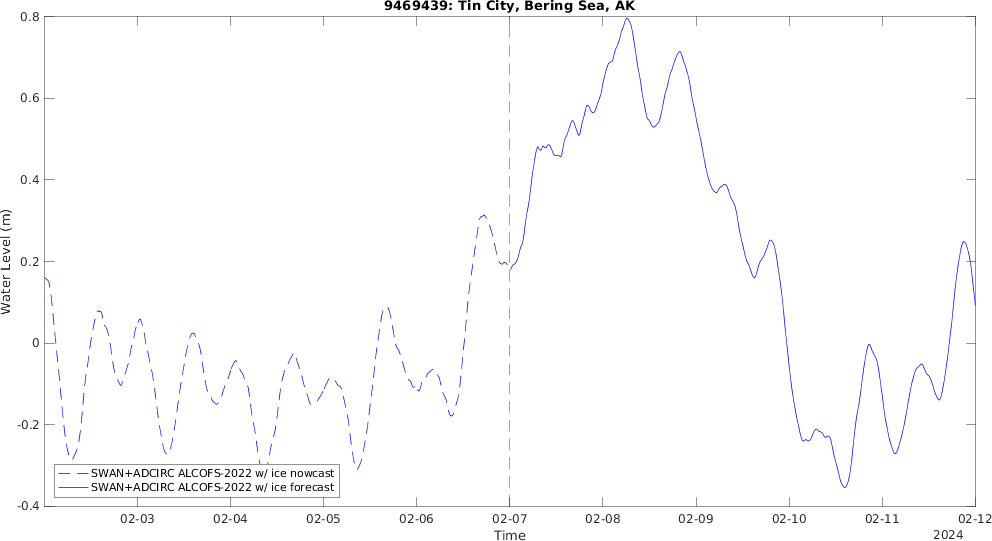 9469439: Tin City, Bering Sea, AK
0.8
0.6
0.4
0.2
0
-0.2
-0.4
Water Level (m)
SWAN+ADCIRC ALCOFS-2022 w/ ice nowcast
SWAN+ADCIRC ALCOFS-2022 w/ ice forecast
02-03 02-04 02-05 02-06 02-07 02-08 02-09 02-10 02-11 02-12
Time
2024